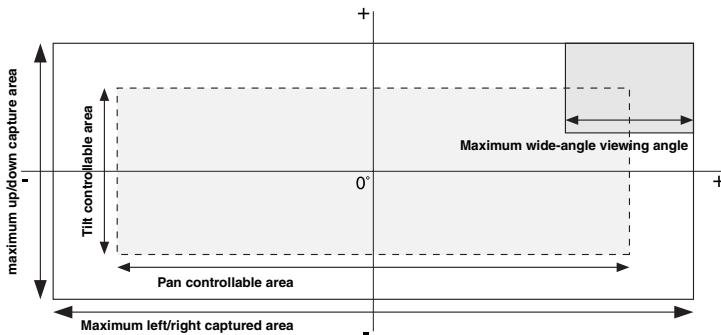 +
maximum up/down capture area
Tilt controllable area
Maximum wide-angle viewing angle
-
0°
+
Pan controllable area
Maximum left/right captured area
-